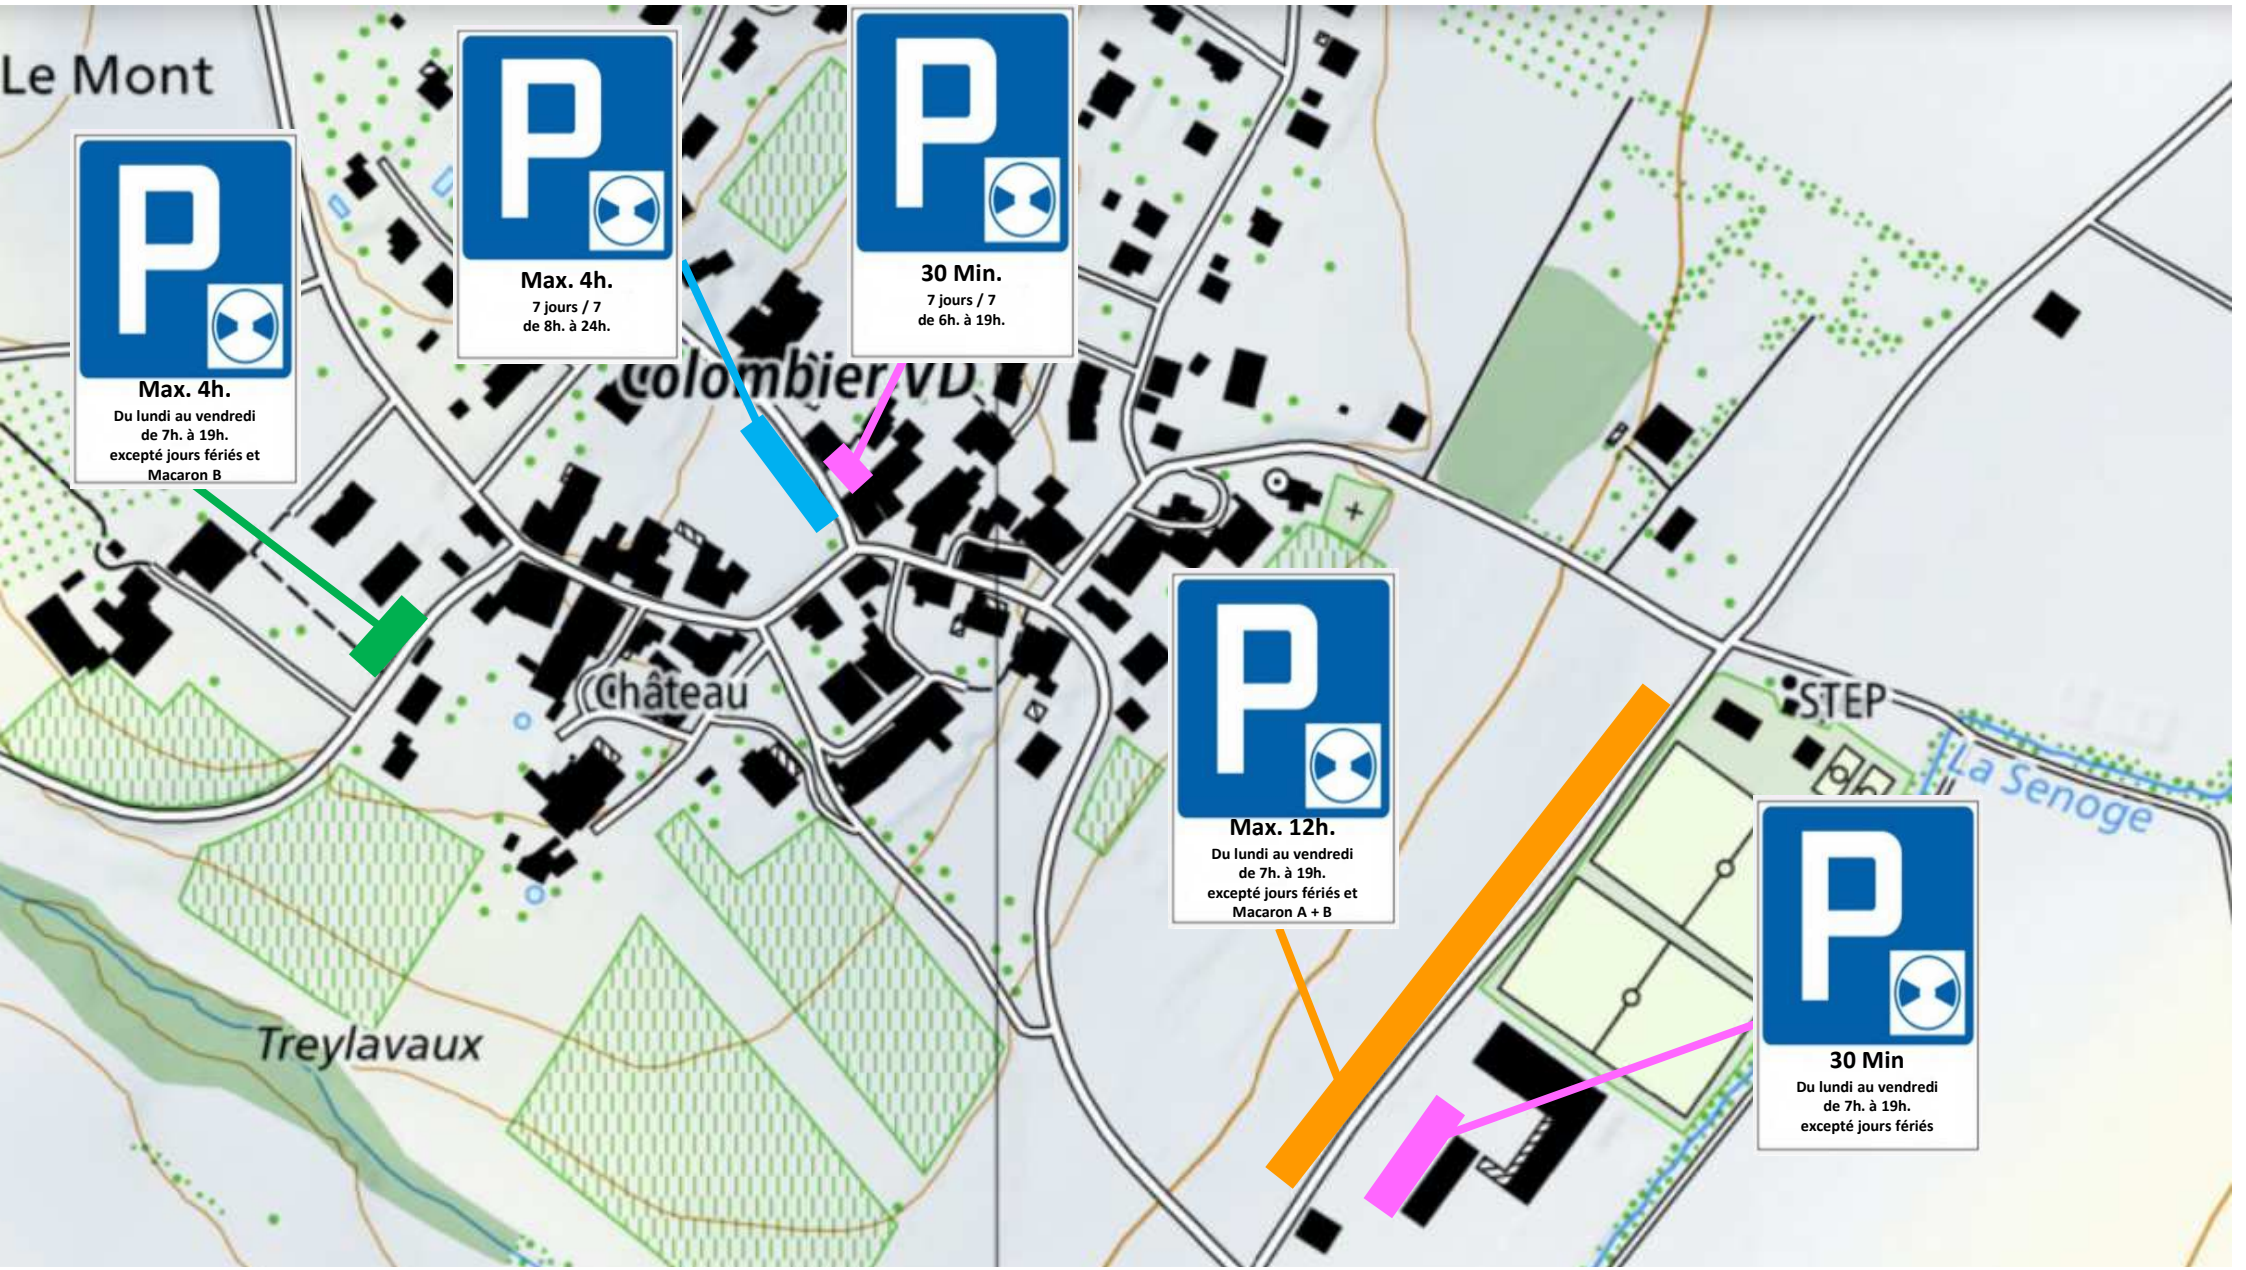 Le Mont
P
Max. 4h.
Du lundi au vendredi
de 7h. à 19h.
excepté jours fériés et
Macaron B
P
Max. 4h.
7 jours / 7
de 8h. à 24h.
P
30 Min.
7 jours / 7
de 6h. à 19h.
Colombier VD
Château
Treylavaux
P
Max. 12h.
Du lundi au vendredi
de 7h. à 19h.
excepté jours fériés et
Macaron A + B
STEP
La Senoge
P
30 Min
Du lundi au vendredi
de 7h. à 19h.
excepté jours fériés